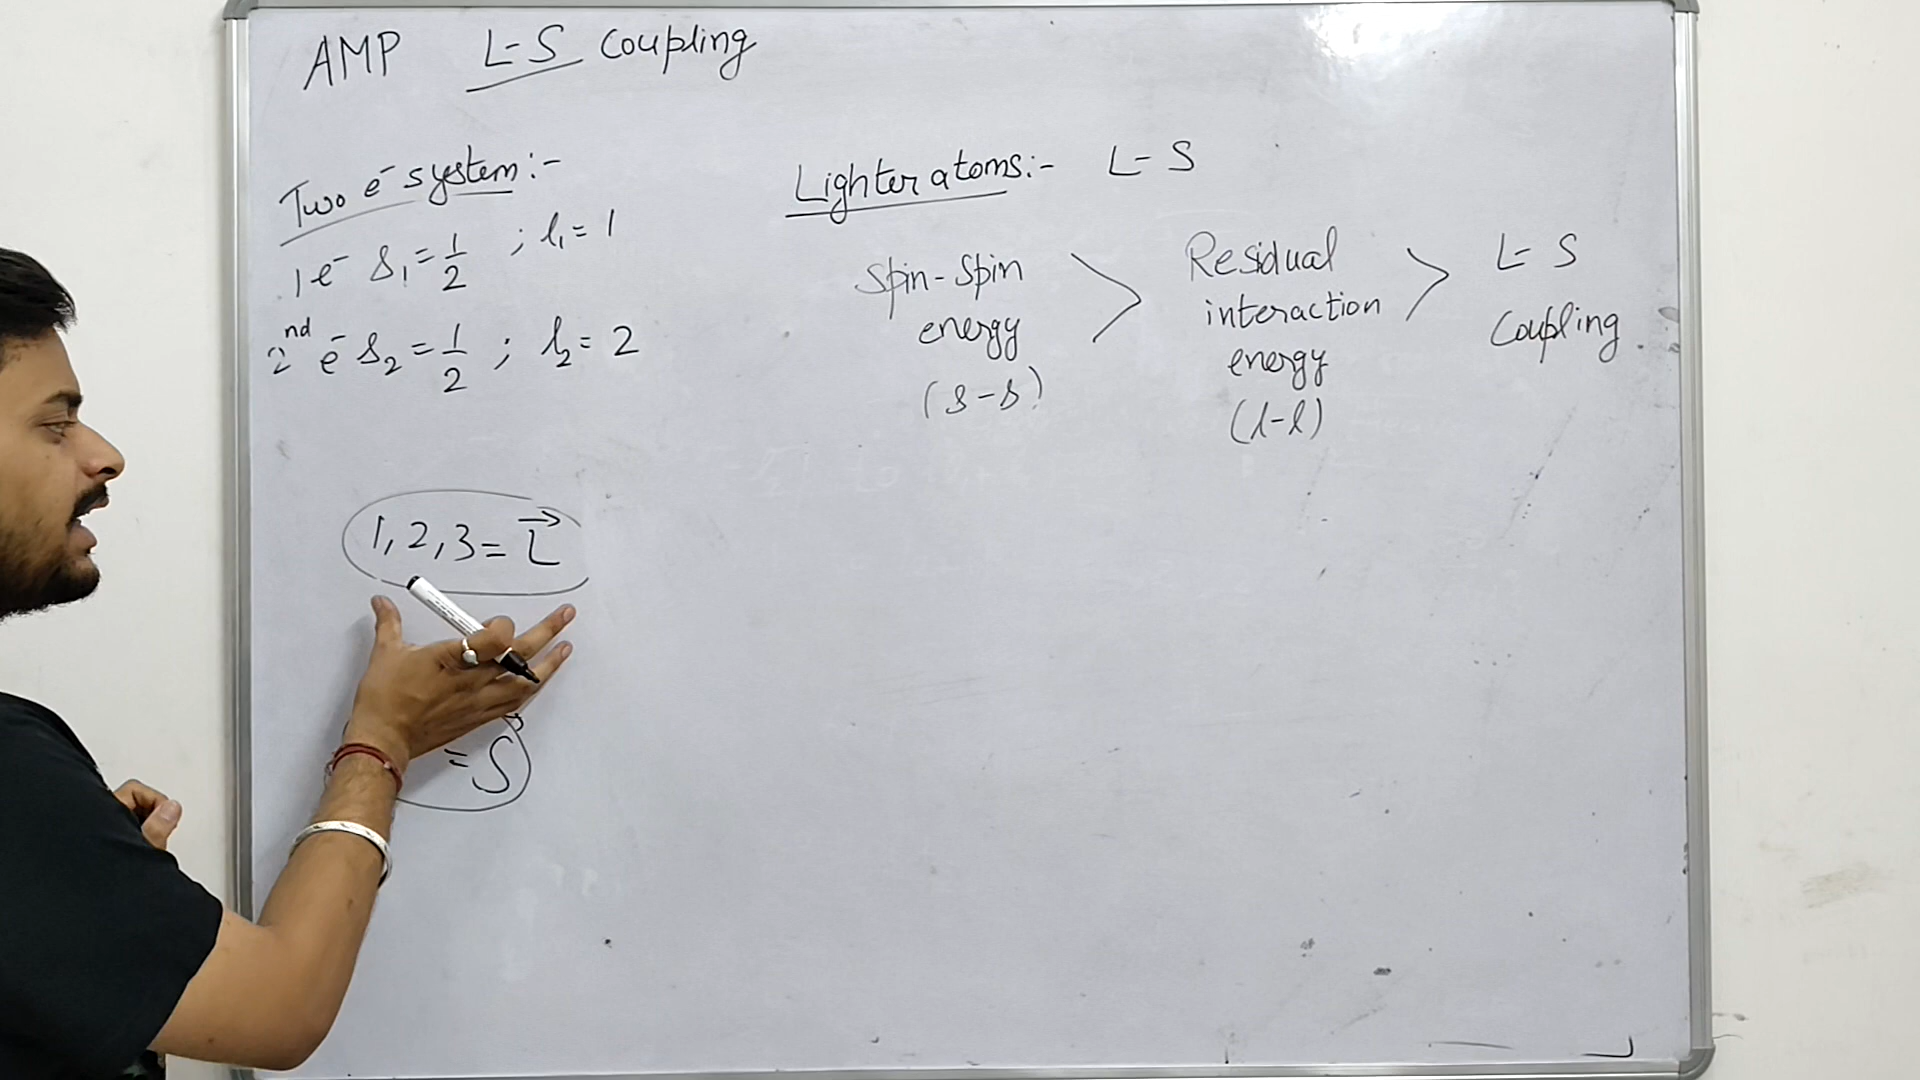 AMP L-S Coupling
Two e⁻ system:-
1 e⁻ s₁ = 1/2 ; l₁ = 1
2nd e⁻ s₂ = 1/2 ; l₂ = 2
1, 2, 3 = L⃗
= S⃗
Lighter atoms:- L-S
Spin-Spin energy (s-s) > Residual interaction energy (l-l) > L-S Coupling